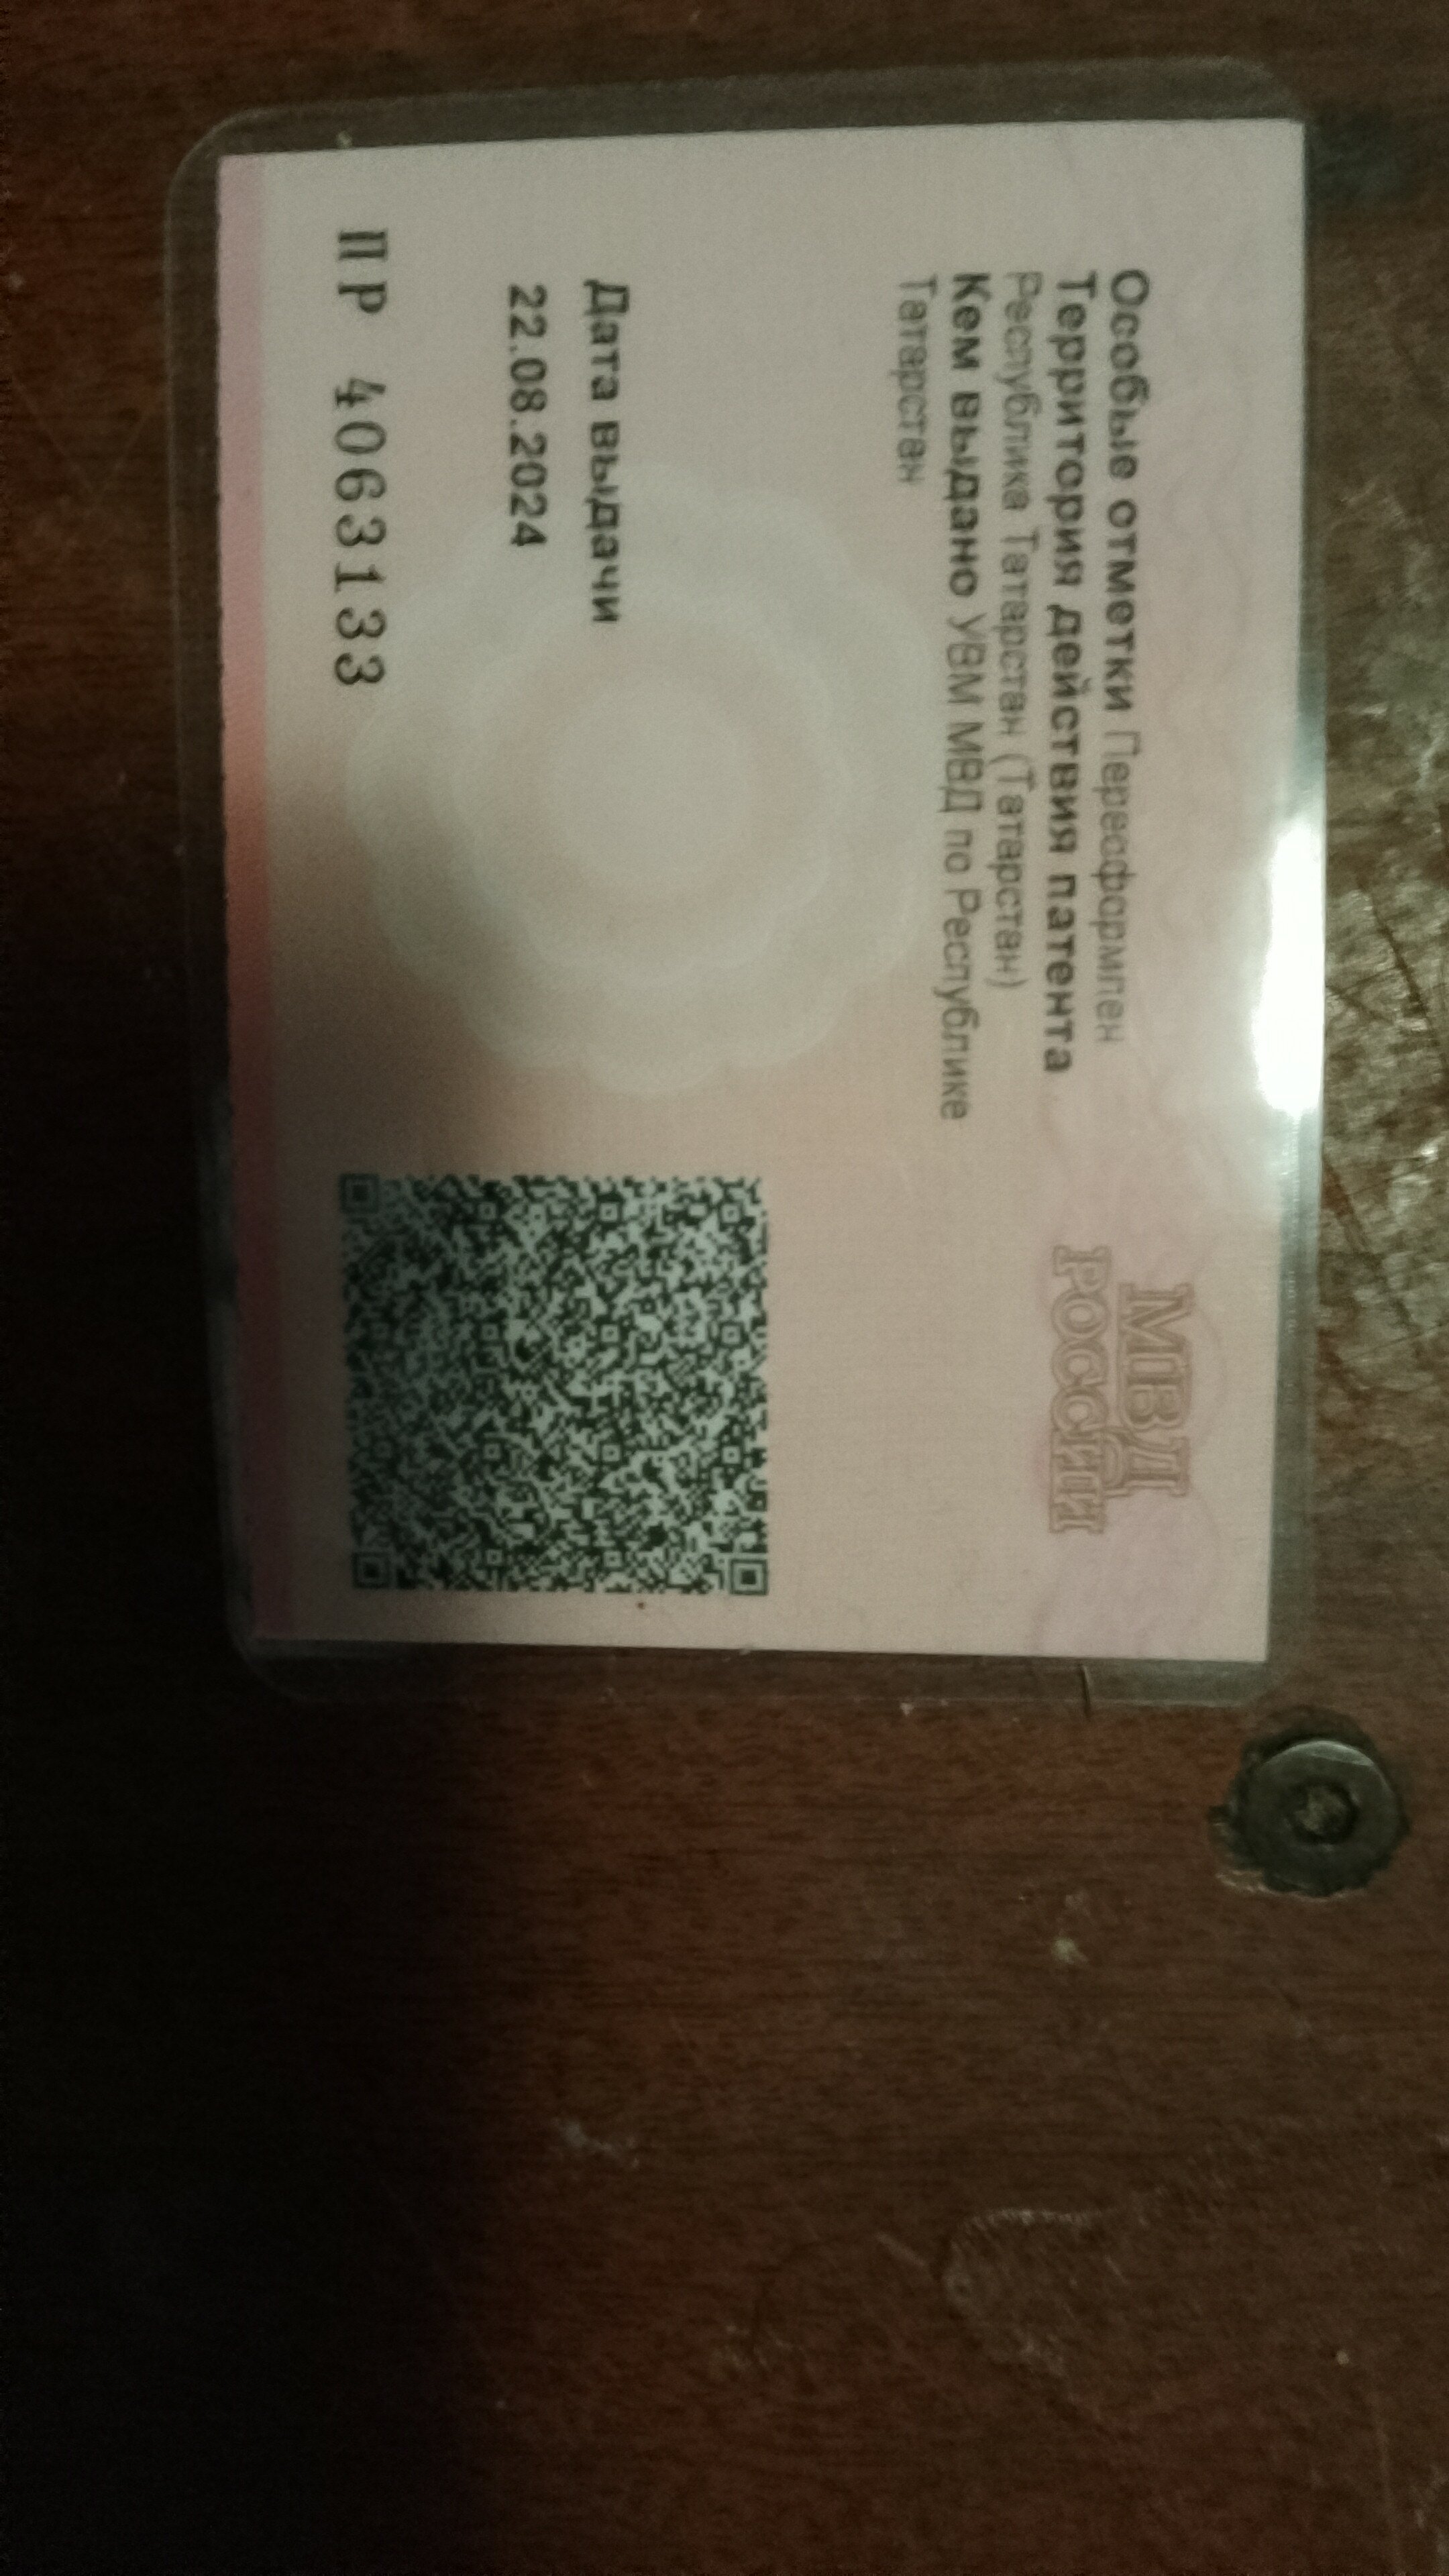 МВД
РОССИИ
Особые отметки Переоформлен
Территория действия патента
Республика Татарстан (Татарстан)
Кем выдано УВМ МВД по Республике
Татарстан
Дата выдачи
22.08.2024
ПР 4063133